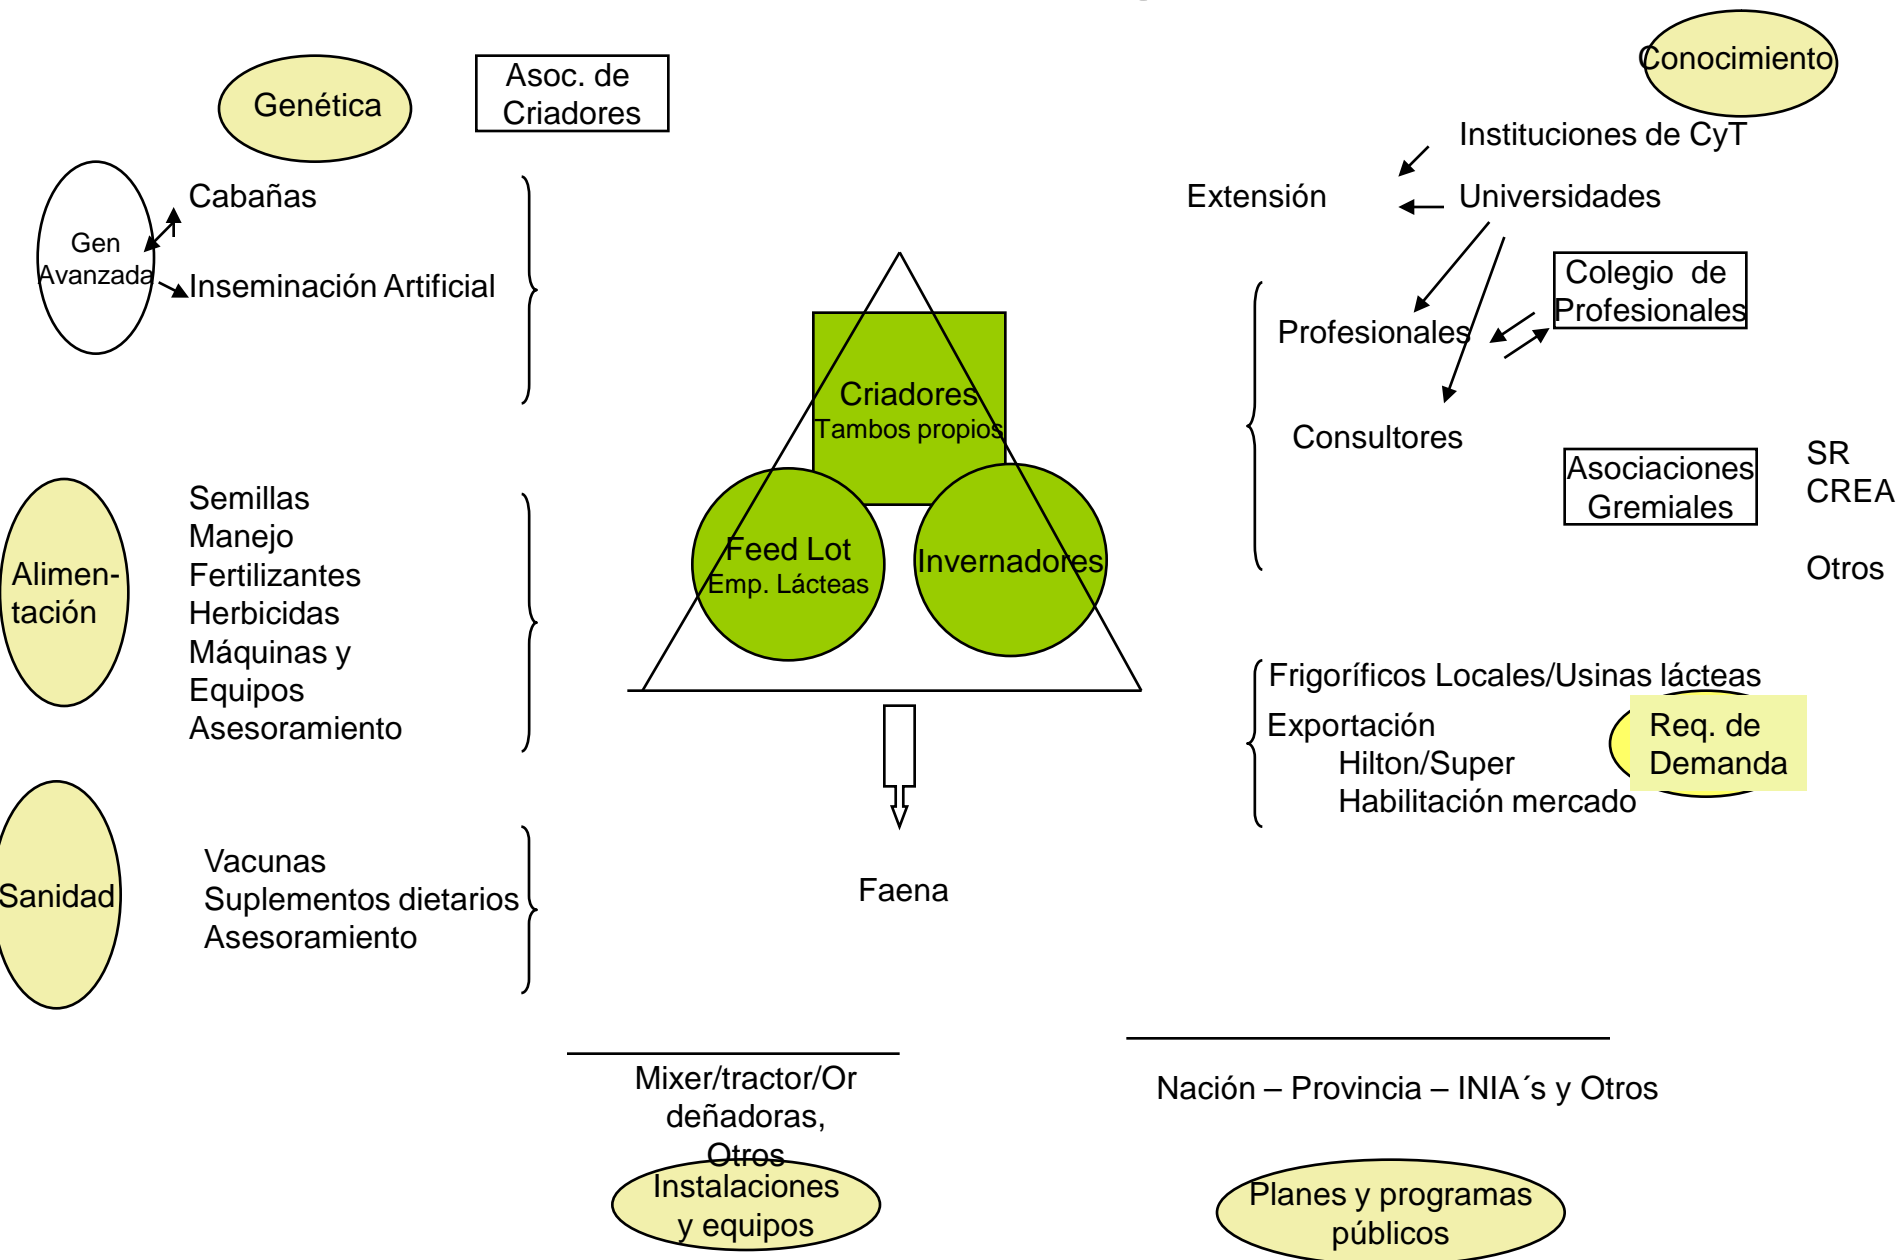 Genética
Asoc. de
Criadores
Gen
Avanzada
Cabañas
Inseminación Artificial
Alimen-
tación
Semillas
Manejo
Fertilizantes
Herbicidas
Máquinas y
Equipos
Asesoramiento
Sanidad
Vacunas
Suplementos dietarios
Asesoramiento
Criadores
Tambos propios
Feed Lot
Emp. Lácteas
Invernadores
Faena
Conocimiento
Instituciones de CyT
Extensión
Universidades
Colegio de
Profesionales
Profesionales
Consultores
Asociaciones
Gremiales
SR
CREA
Otros
Frigoríficos Locales/Usinas lácteas
Exportación
Hilton/Super
Habilitación mercado
Req. de
Demanda
Mixer/tractor/Or
deñadoras,
Otros
Instalaciones
y equipos
Nación – Provincia – INIA´s y Otros
Planes y programas
públicos